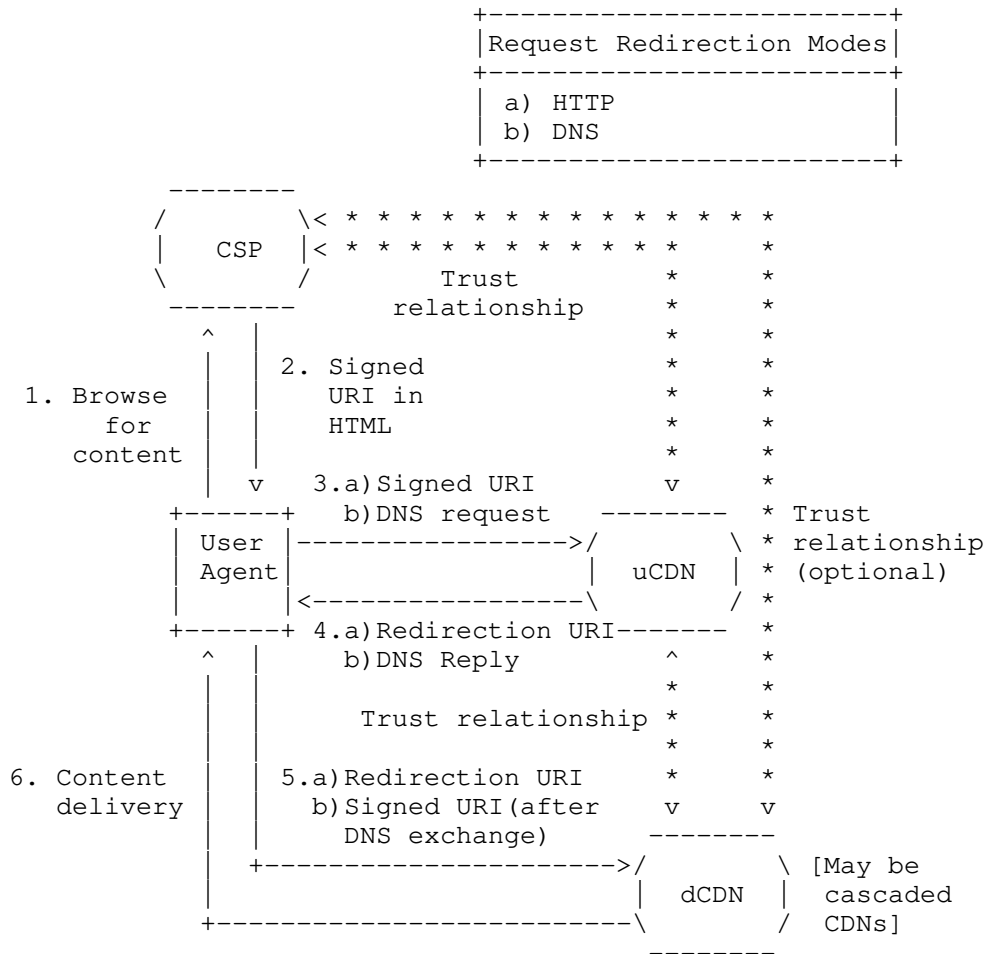 Request Redirection Modes
a) HTTP
b) DNS
CSP
Trust
relationship
2. Signed
URI in
HTML
1. Browse
for
content
3.a)Signed URI
b)DNS request
User
Agent
uCDN
Trust
relationship
(optional)
4.a)Redirection URI
b)DNS Reply
Trust relationship
6. Content
delivery
5.a)Redirection URI
b)Signed URI(after
DNS exchange)
dCDN
[May be
cascaded
CDNs]